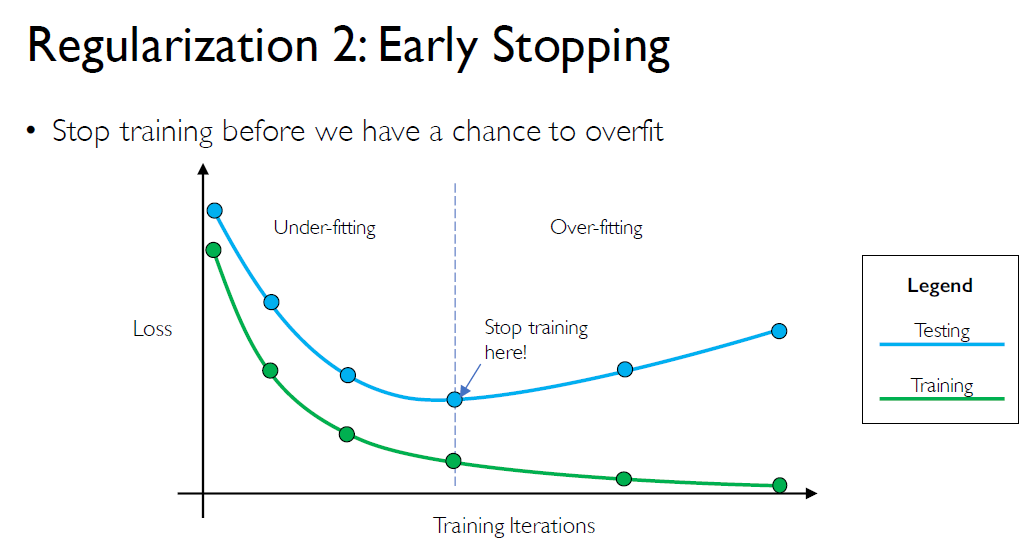 Regularization 2: Early Stopping
• Stop training before we have a chance to overfit
Under-fitting
Over-fitting
Loss
Stop training
here!
Training Iterations
Legend
Testing
Training